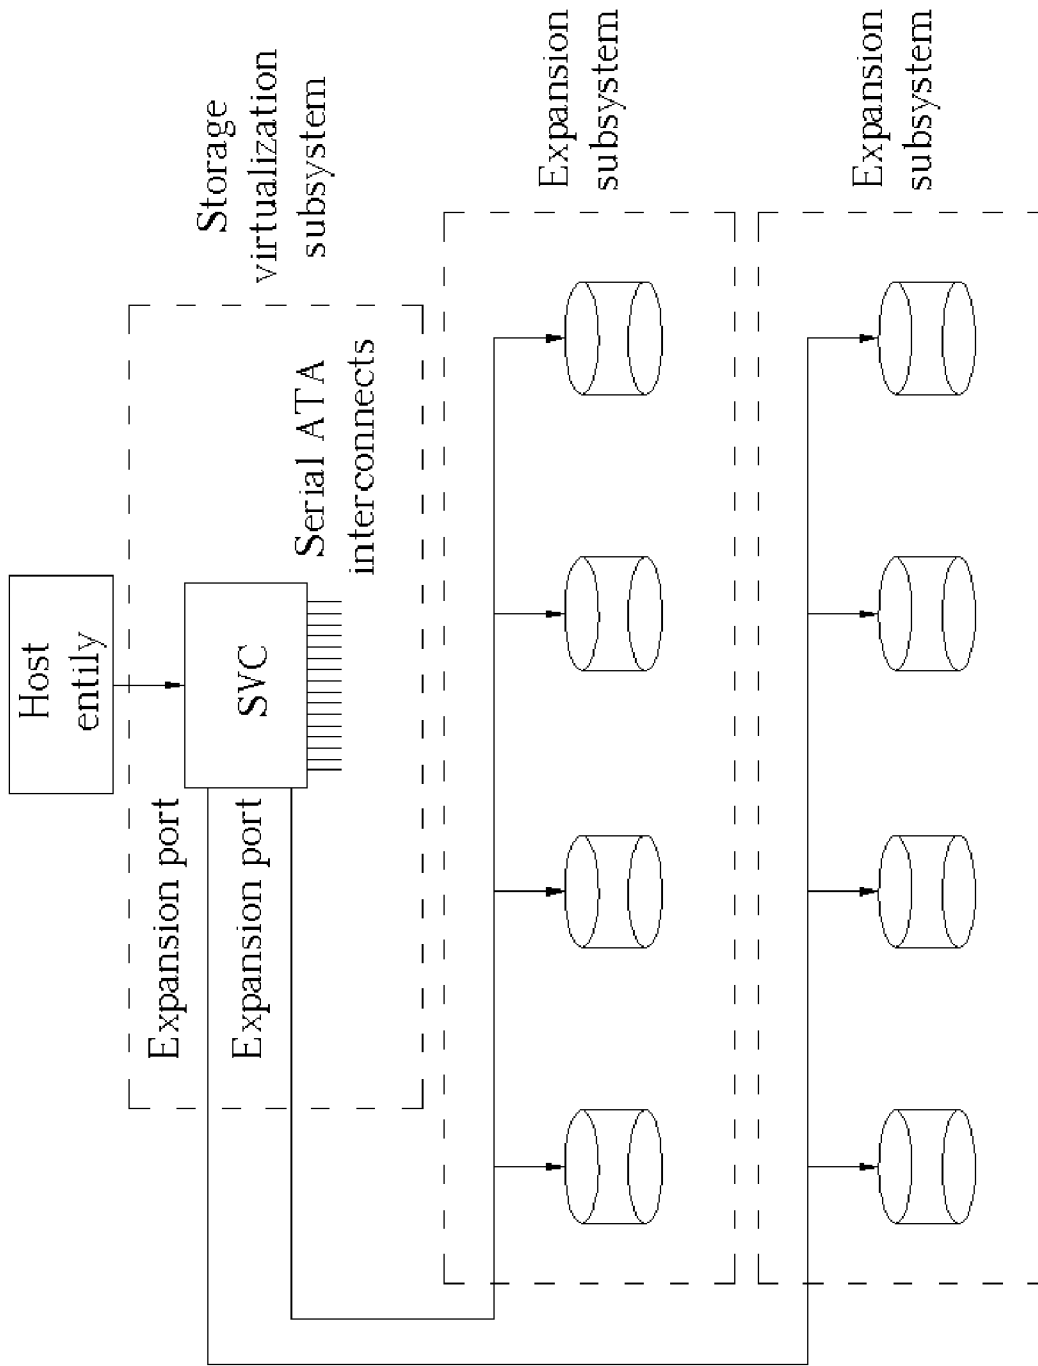 Host
entily
SVC
Expansion port
Expansion port
Serial ATA
interconnects
Storage
virtualization
subsystem
Expansion
subsystem
Expansion
subsystem